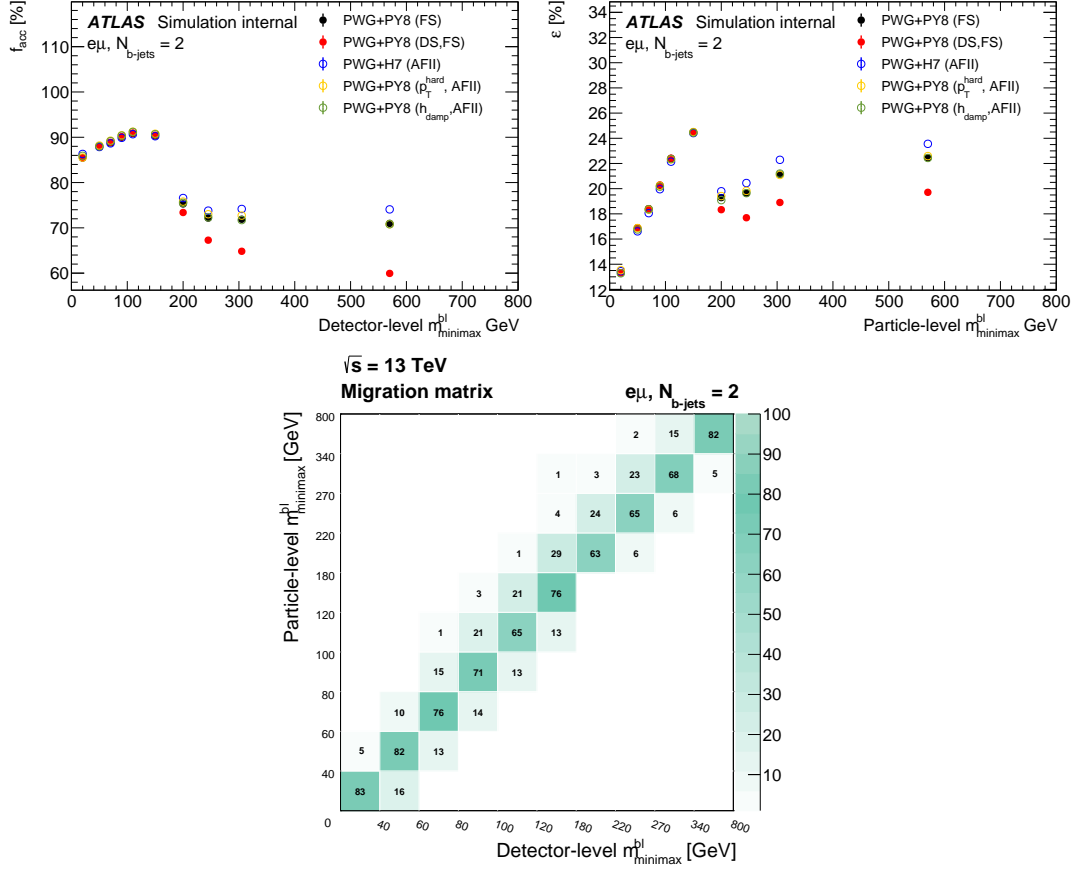 ATLAS Simulation internal
eμ, N_b-jets = 2
PWG+PY8 (FS)
PWG+PY8 (DS,FS)
PWG+H7 (AFII)
PWG+PY8 (p_T^hard, AFII)
PWG+PY8 (h_damp,AFII)
f_acc [%]
110
100
90
80
70
60
0 100 200 300 400 500 600 700 800
Detector-level m^bl_minimax GeV
ATLAS Simulation internal
eμ, N_b-jets = 2
PWG+PY8 (FS)
PWG+PY8 (DS,FS)
PWG+H7 (AFII)
PWG+PY8 (p_T^hard, AFII)
PWG+PY8 (h_damp,AFII)
ε [%]
34
32
30
28
26
24
22
20
18
16
14
12
0 100 200 300 400 500 600 700 800
Particle-level m^bl_minimax GeV
√s = 13 TeV
Migration matrix eμ, N_b-jets = 2
Particle-level m^bl_minimax [GeV]
800
340
270
220
180
120
100
80
60
40
0
2 15 82
1 3 23 68 5
4 24 65 6
1 29 63 6
3 21 76
1 21 65 13
15 71 13
10 76 14
5 82 13
83 16
40 60 80 100 120 180 220 270 340 800
Detector-level m^bl_minimax [GeV]
100
90
80
70
60
50
40
30
20
10